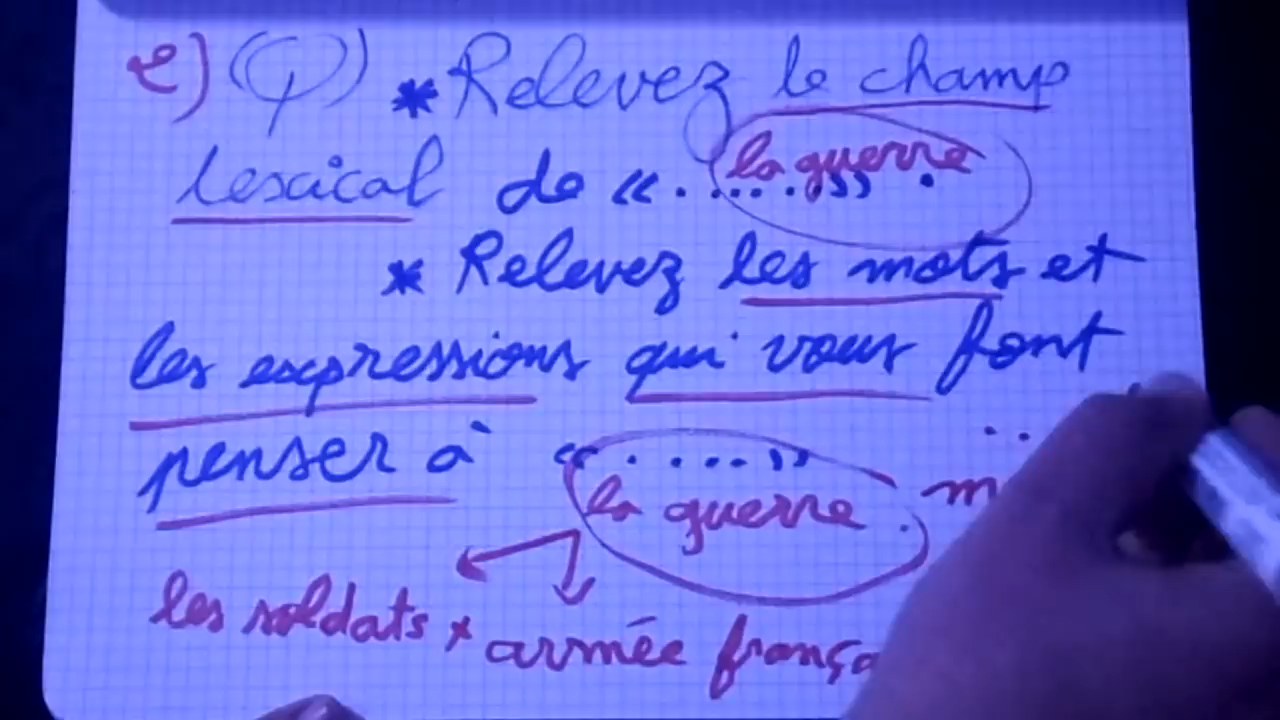 e) (Q) * Relevez le champ
lexical de « ..... » .
la guerre
* Relevez les mots et
les expressions qui vous font
penser à « ..... » ..
la guerre.
les soldats * armée frança